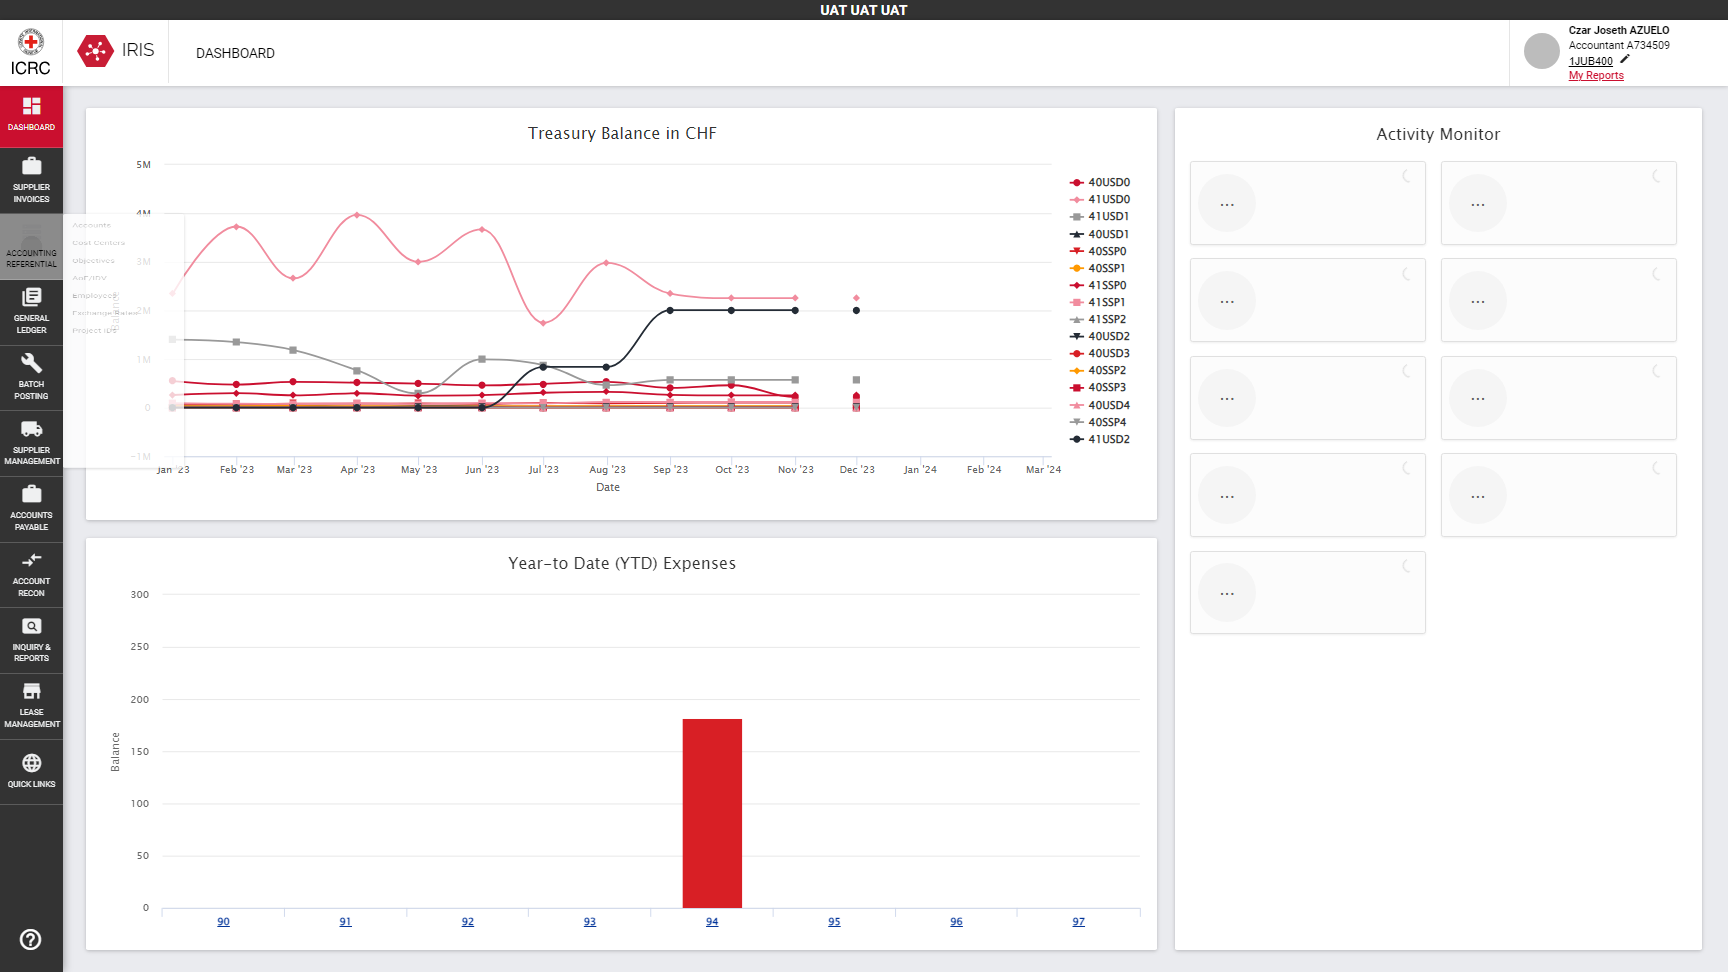 UAT UAT UAT
ICRC
IRIS
DASHBOARD
Czar Joseth AZUELO
Accountant A734509
1JUB400
My Reports
DASHBOARD
SUPPLIER
INVOICES
ACCOUNTING
REFERENTIAL
GENERAL
LEDGER
BATCH
POSTING
SUPPLIER
MANAGEMENT
ACCOUNTS
PAYABLE
ACCOUNT
RECON
INQUIRY &
REPORTS
LEASE
MANAGEMENT
QUICK LINKS
Accounts
Cost Centers
Objectives
Employees
Exchange Rates
Project IDs
Treasury Balance in CHF
5M
4M
3M
2M
1M
0
-1M
Balance
Jan '23
Feb '23
Mar '23
Apr '23
May '23
Jun '23
Jul '23
Aug '23
Sep '23
Oct '23
Nov '23
Dec '23
Jan '24
Feb '24
Mar '24
Date
40USD0
41USD0
41USD1
40USD1
40SSP0
40SSP1
41SSP0
41SSP1
41SSP2
40USD2
40USD3
40SSP2
40SSP3
40USD4
40SSP4
41USD2
Year-to Date (YTD) Expenses
300
250
200
150
100
50
0
Balance
90
91
92
93
94
95
96
97
Activity Monitor
...
...
...
...
...
...
...
...
...